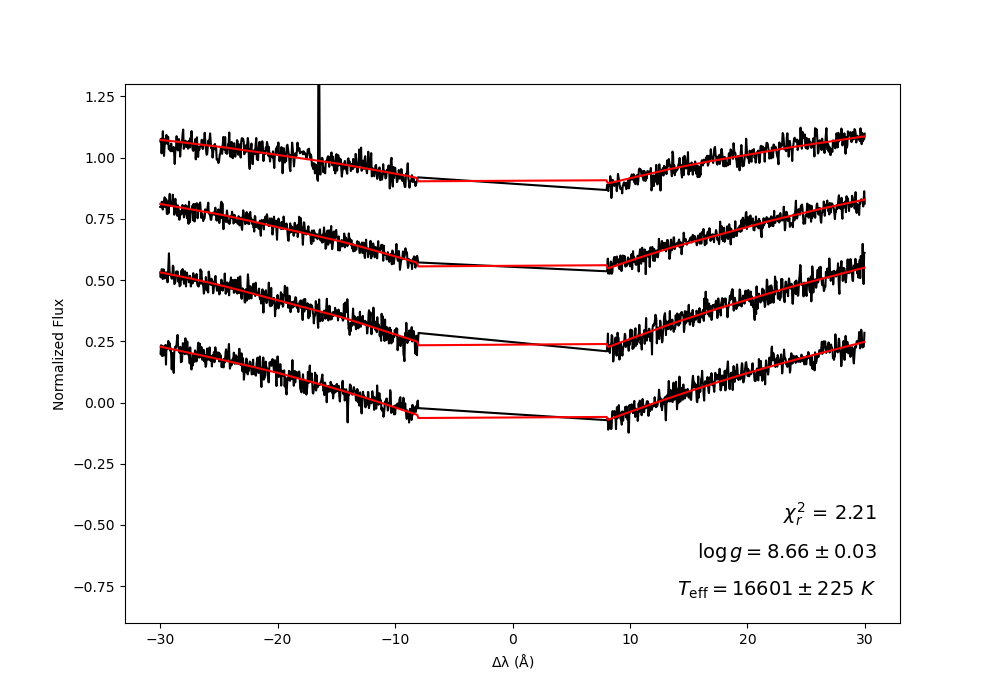 1.25
1.00
0.75
0.50
0.25
0.00
−0.25
−0.50
−0.75
Normalized Flux
χ²ᵣ = 2.21
log g = 8.66 ± 0.03
T_eff = 16601 ± 225 K
−30 −20 −10 0 10 20 30
Δλ (Å)